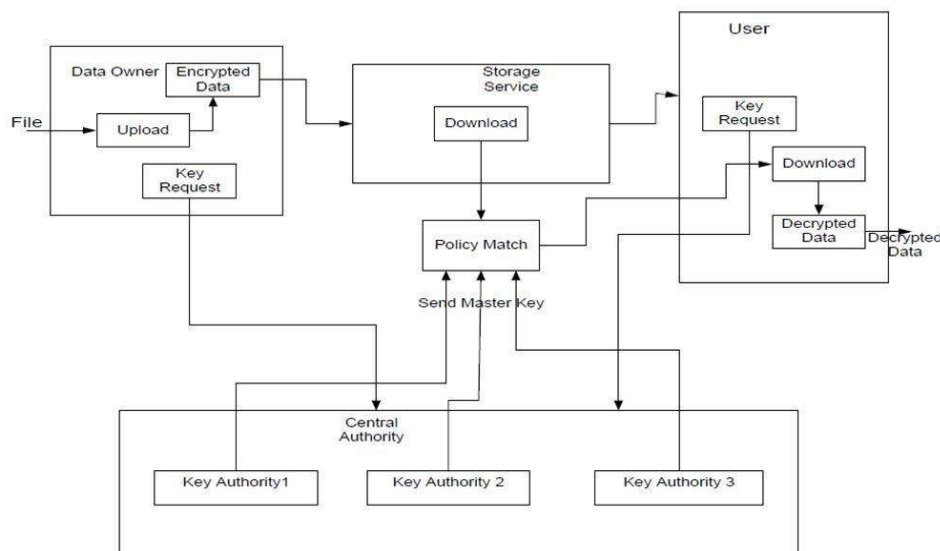 User
Data Owner
Encrypted
Data
Storage
Service
Key
Request
File
Upload
Download
Download
Key
Request
Decrypted
Data
Decrypted
Data
Policy Match
Send Master Key
Central
Authority
Key Authority1
Key Authority 2
Key Authority 3